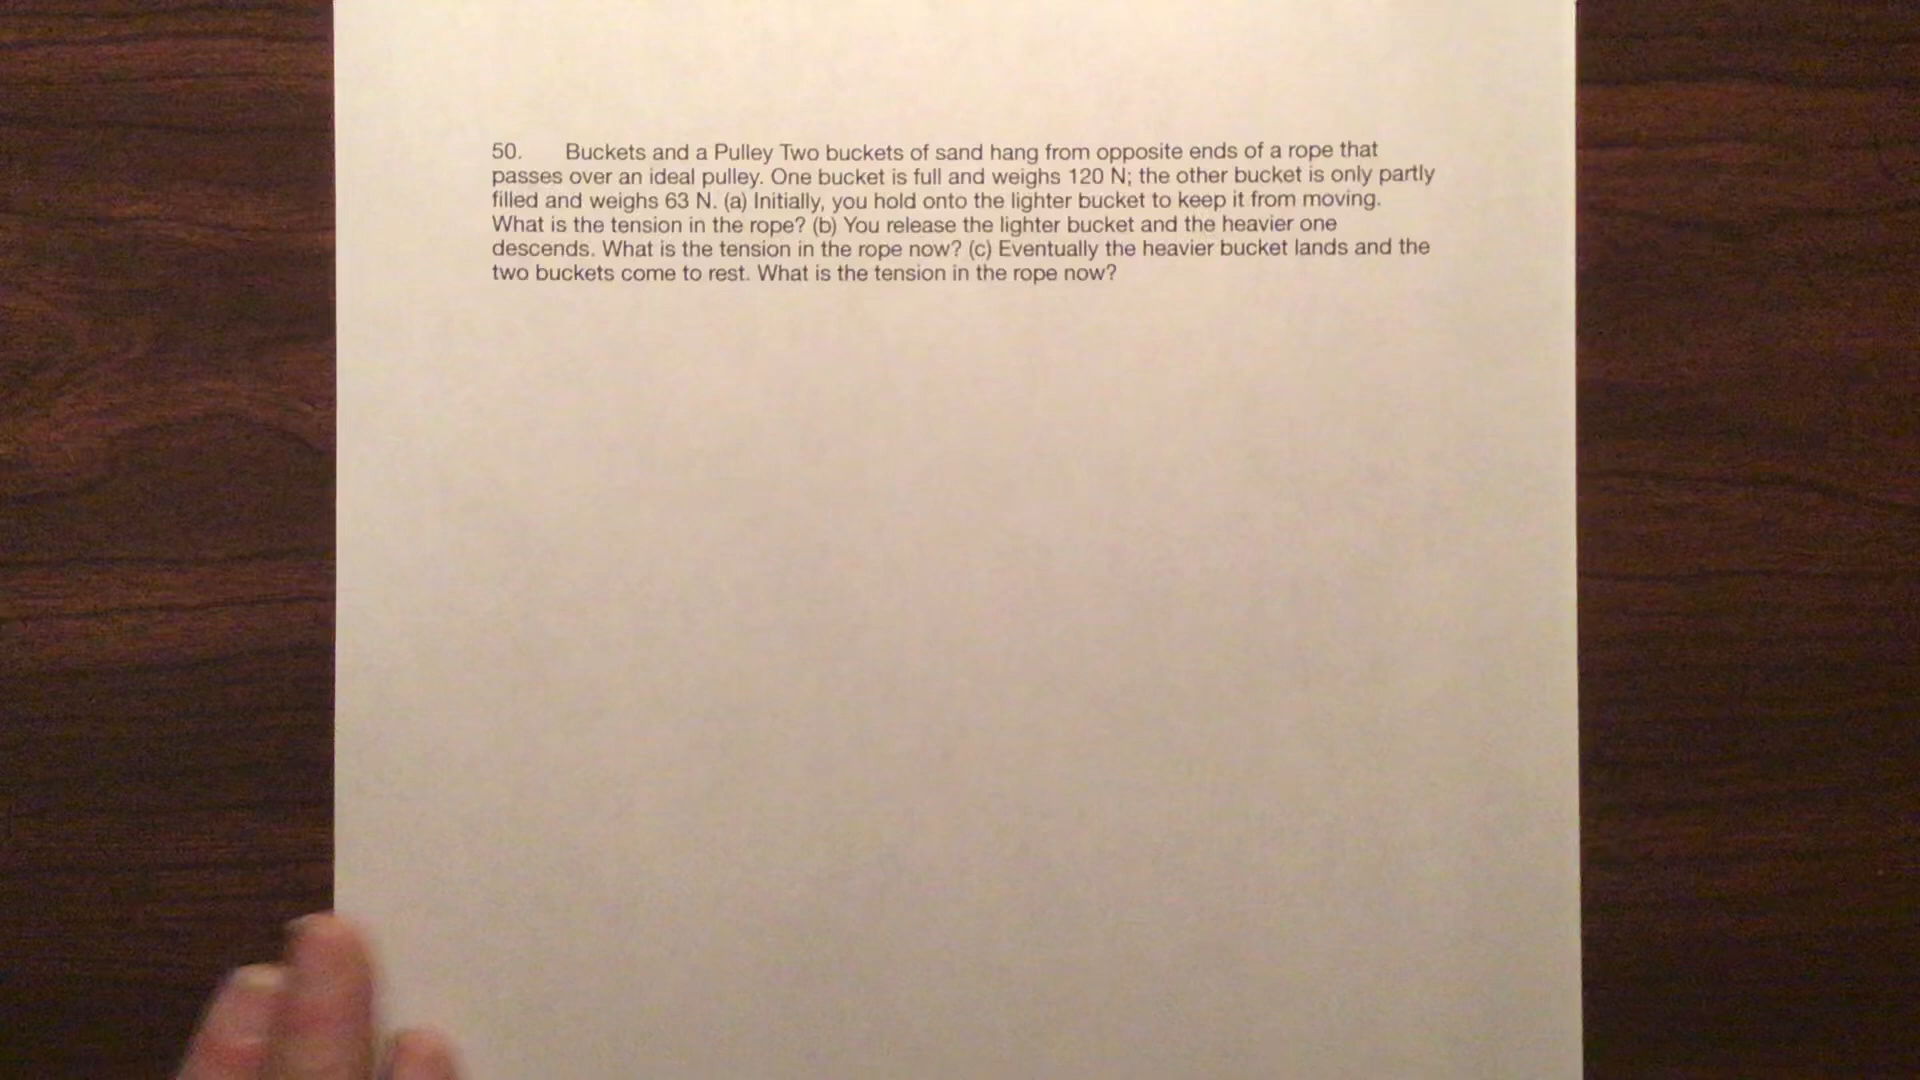 50. Buckets and a Pulley Two buckets of sand hang from opposite ends of a rope that
passes over an ideal pulley. One bucket is full and weighs 120 N; the other bucket is only partly
filled and weighs 63 N. (a) Initially, you hold onto the lighter bucket to keep it from moving.
What is the tension in the rope? (b) You release the lighter bucket and the heavier one
descends. What is the tension in the rope now? (c) Eventually the heavier bucket lands and the
two buckets come to rest. What is the tension in the rope now?